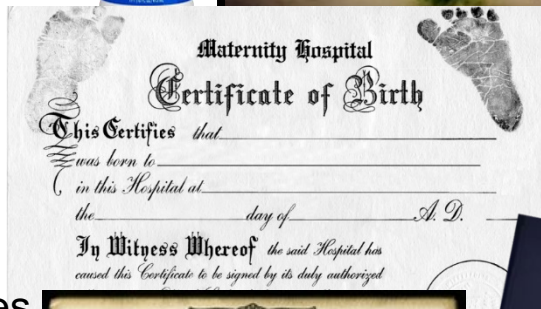 Maternity Hospital
Certificate of Birth
This Certifies that
was born to
in this Hospital at
the day of A. D.
In Witness Whereof the said Hospital has
caused this Certificate to be signed by its duly authorized
es